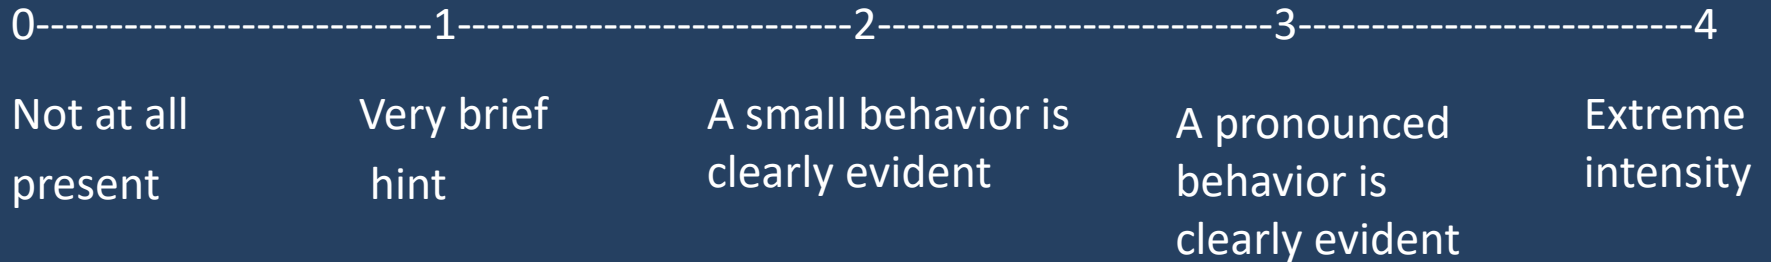 0------------------------1------------------------2------------------------3------------------------4
Not at all
present
Very brief
hint
A small behavior is
clearly evident
A pronounced
behavior is
clearly evident
Extreme
intensity